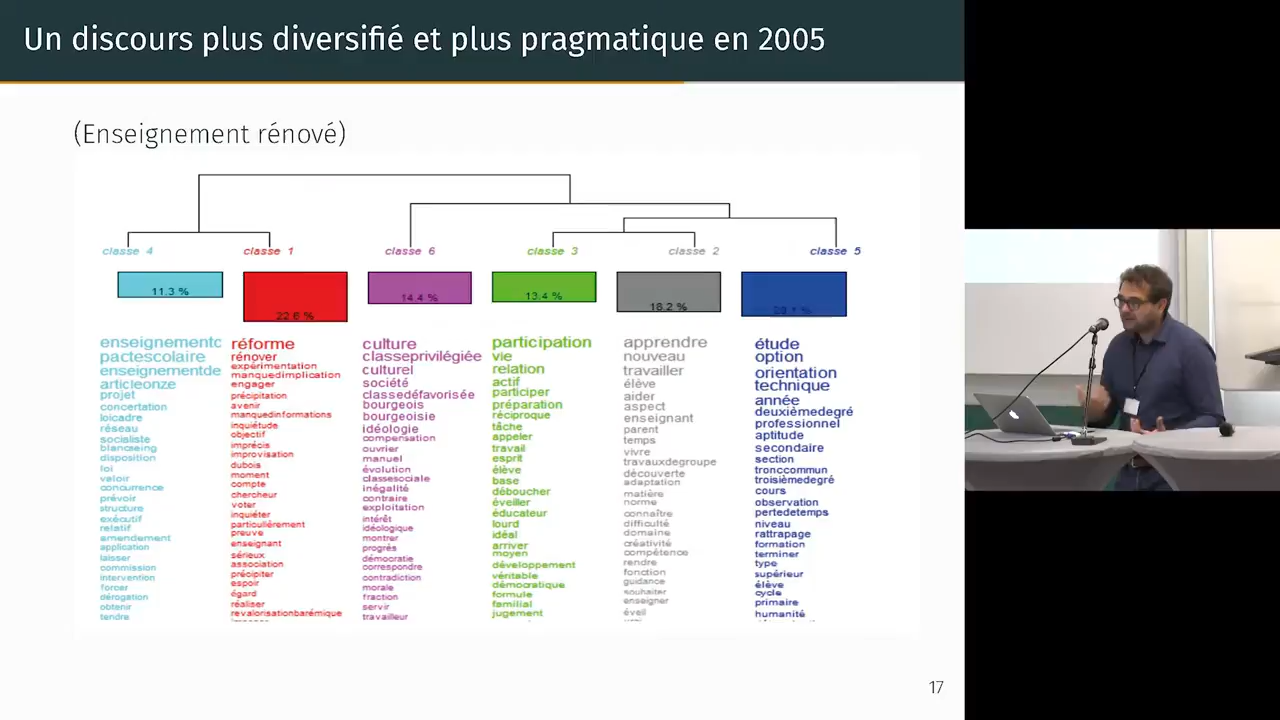 Un discours plus diversifié et plus pragmatique en 2005
(Enseignement rénové)
classe 4
classe 1
classe 6
classe 3
classe 2
classe 5
11.3 %
22.6 %
14.4 %
13.4 %
18.2 %
enseignementc
pactescolaire
enseignementde
articleonze
projet
concertation
loicadre
réseau
socialiste
blancseing
disposition
loi
valoir
concurrence
prévoir
structure
exécutif
relatif
amendement
application
laisser
commission
intervention
forcer
dérogation
obtenir
tendre
réforme
rénover
expérimentation
manquedimplication
engager
précipitation
avenir
manquedinformations
inquiétude
objectif
imprécis
improvisation
dubois
moment
compte
chercheur
voter
inquiéter
particulièrement
preuve
enseignant
sérieux
association
précipiter
espoir
égard
réaliser
revalorisationbarémique
culture
classeprivilégiée
culturel
société
classedéfavorisée
bourgeois
bourgeoisie
idéologie
compensation
ouvrier
manuel
évolution
classesociale
inégalité
contraire
exploitation
intérêt
idéologique
montrer
progrès
démocratie
correspondre
contradiction
morale
fraction
servir
travailleur
participation
vie
relation
actif
participer
préparation
réciproque
tâche
appeler
travail
esprit
élève
base
déboucher
éveiller
éducateur
lourd
idéal
arriver
moyen
développement
véritable
démocratique
formule
familial
jugement
apprendre
nouveau
travailler
élève
aider
aspect
enseignant
parent
temps
vivre
travauxdegroupe
découverte
adaptation
matière
norme
connaître
difficulté
domaine
créativité
compétence
rendre
fonction
guidance
souhaiter
enseigner
éveil
étude
option
orientation
technique
année
deuxièmedegré
professionnel
aptitude
secondaire
section
tronccommun
troisièmedegré
cours
observation
pertedetemps
niveau
rattrapage
formation
terminer
type
supérieur
élève
cycle
primaire
humanité
17